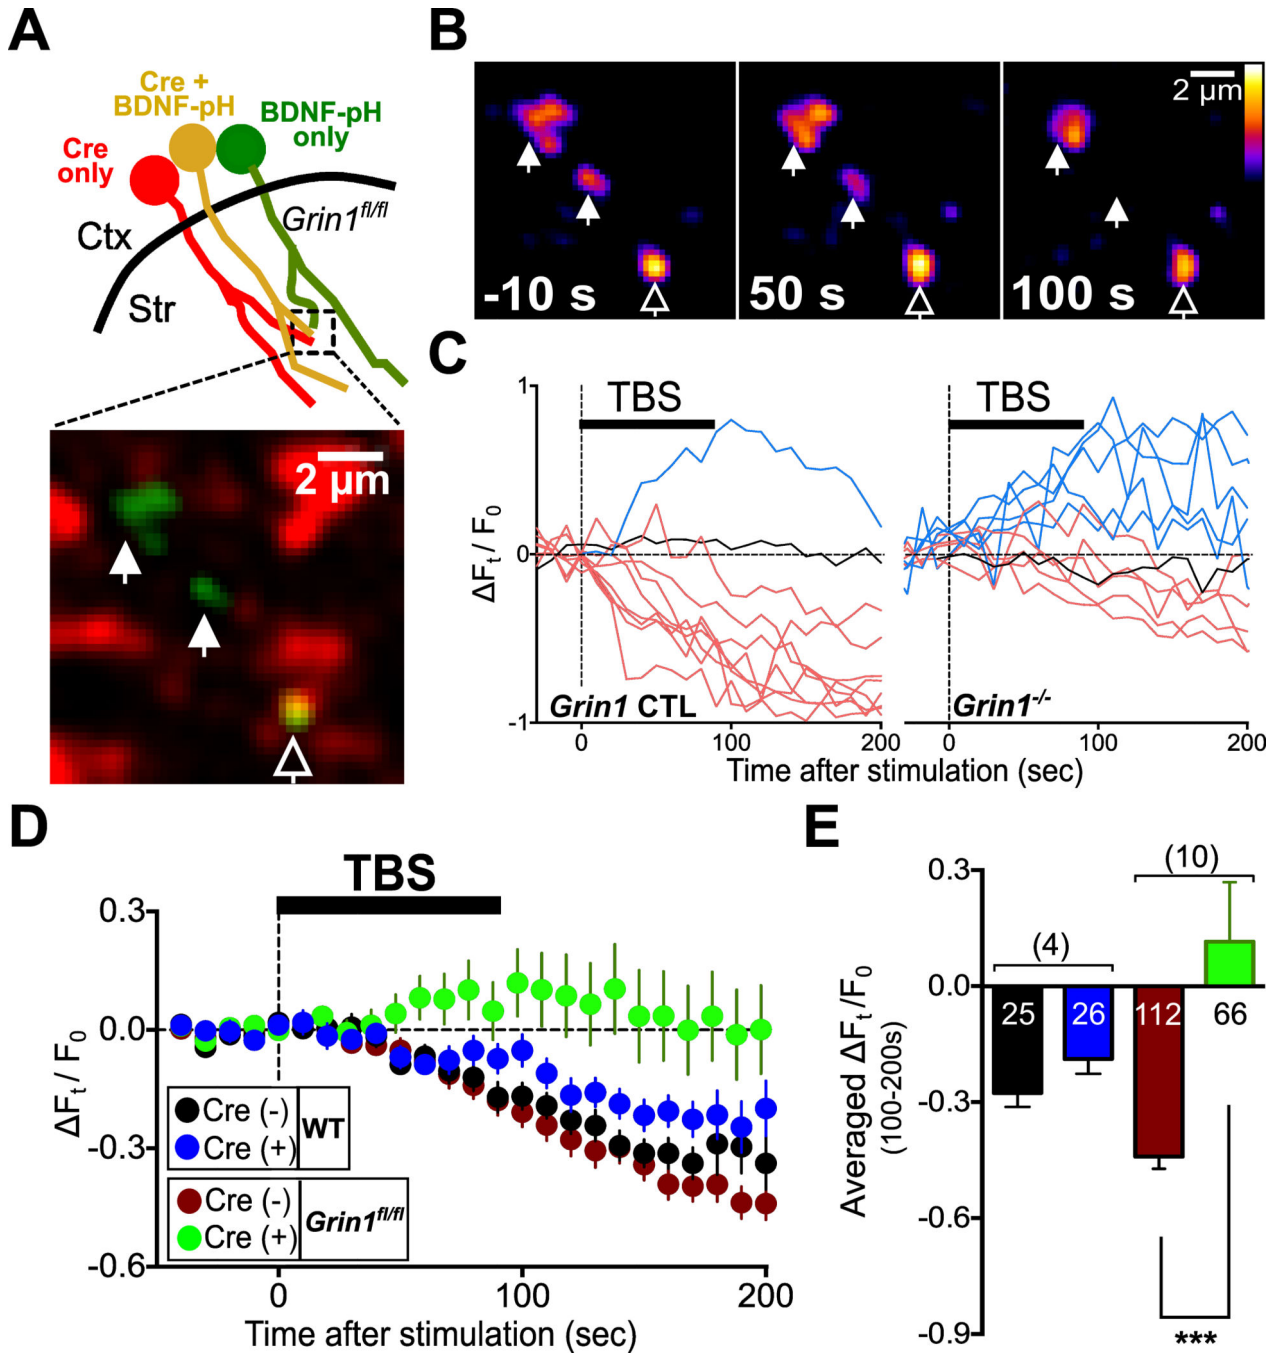 A
Cre +
BDNF-pH
BDNF-pH
only
Cre
only
Grin1fl/fl
Ctx
Str
2 µm
B
2 µm
-10 s
50 s
100 s
C
1
TBS
TBS
ΔFt / F0
0
-1
Grin1 CTL
Grin1-/-
0
100
200
0
100
200
Time after stimulation (sec)
D
TBS
0.3
0.0
-0.3
-0.6
ΔFt / F0
Cre (-)
Cre (+)
WT
Cre (-)
Cre (+)
Grin1fl/fl
0
100
200
Time after stimulation (sec)
E
(10)
0.3
(4)
0.0
25
26
112
66
-0.3
-0.6
-0.9
Averaged ΔFt /F0
(100-200s)
***